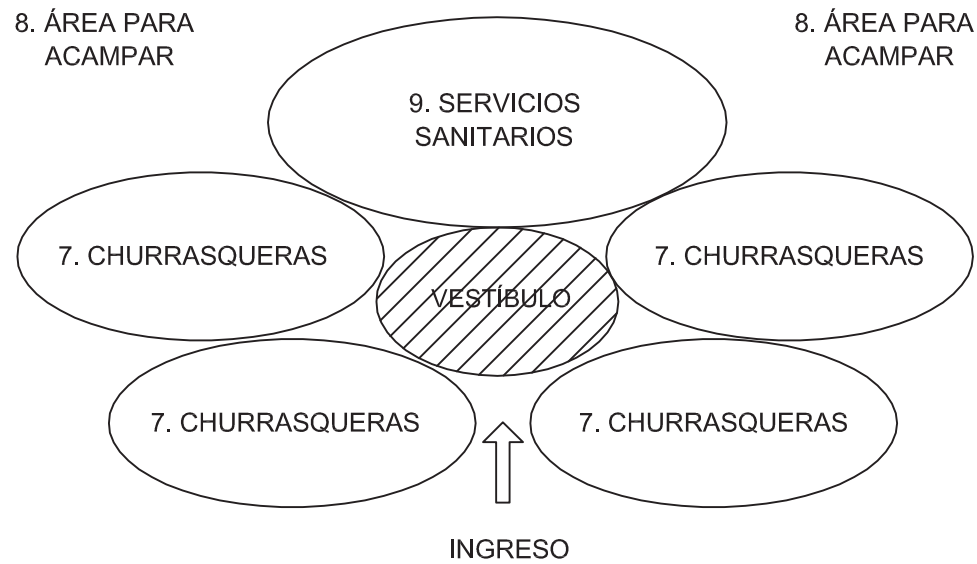 8. ÁREA PARA
ACAMPAR
8. ÁREA PARA
ACAMPAR
9. SERVICIOS
SANITARIOS
7. CHURRASQUERAS
7. CHURRASQUERAS
VESTÍBULO
7. CHURRASQUERAS
7. CHURRASQUERAS
INGRESO